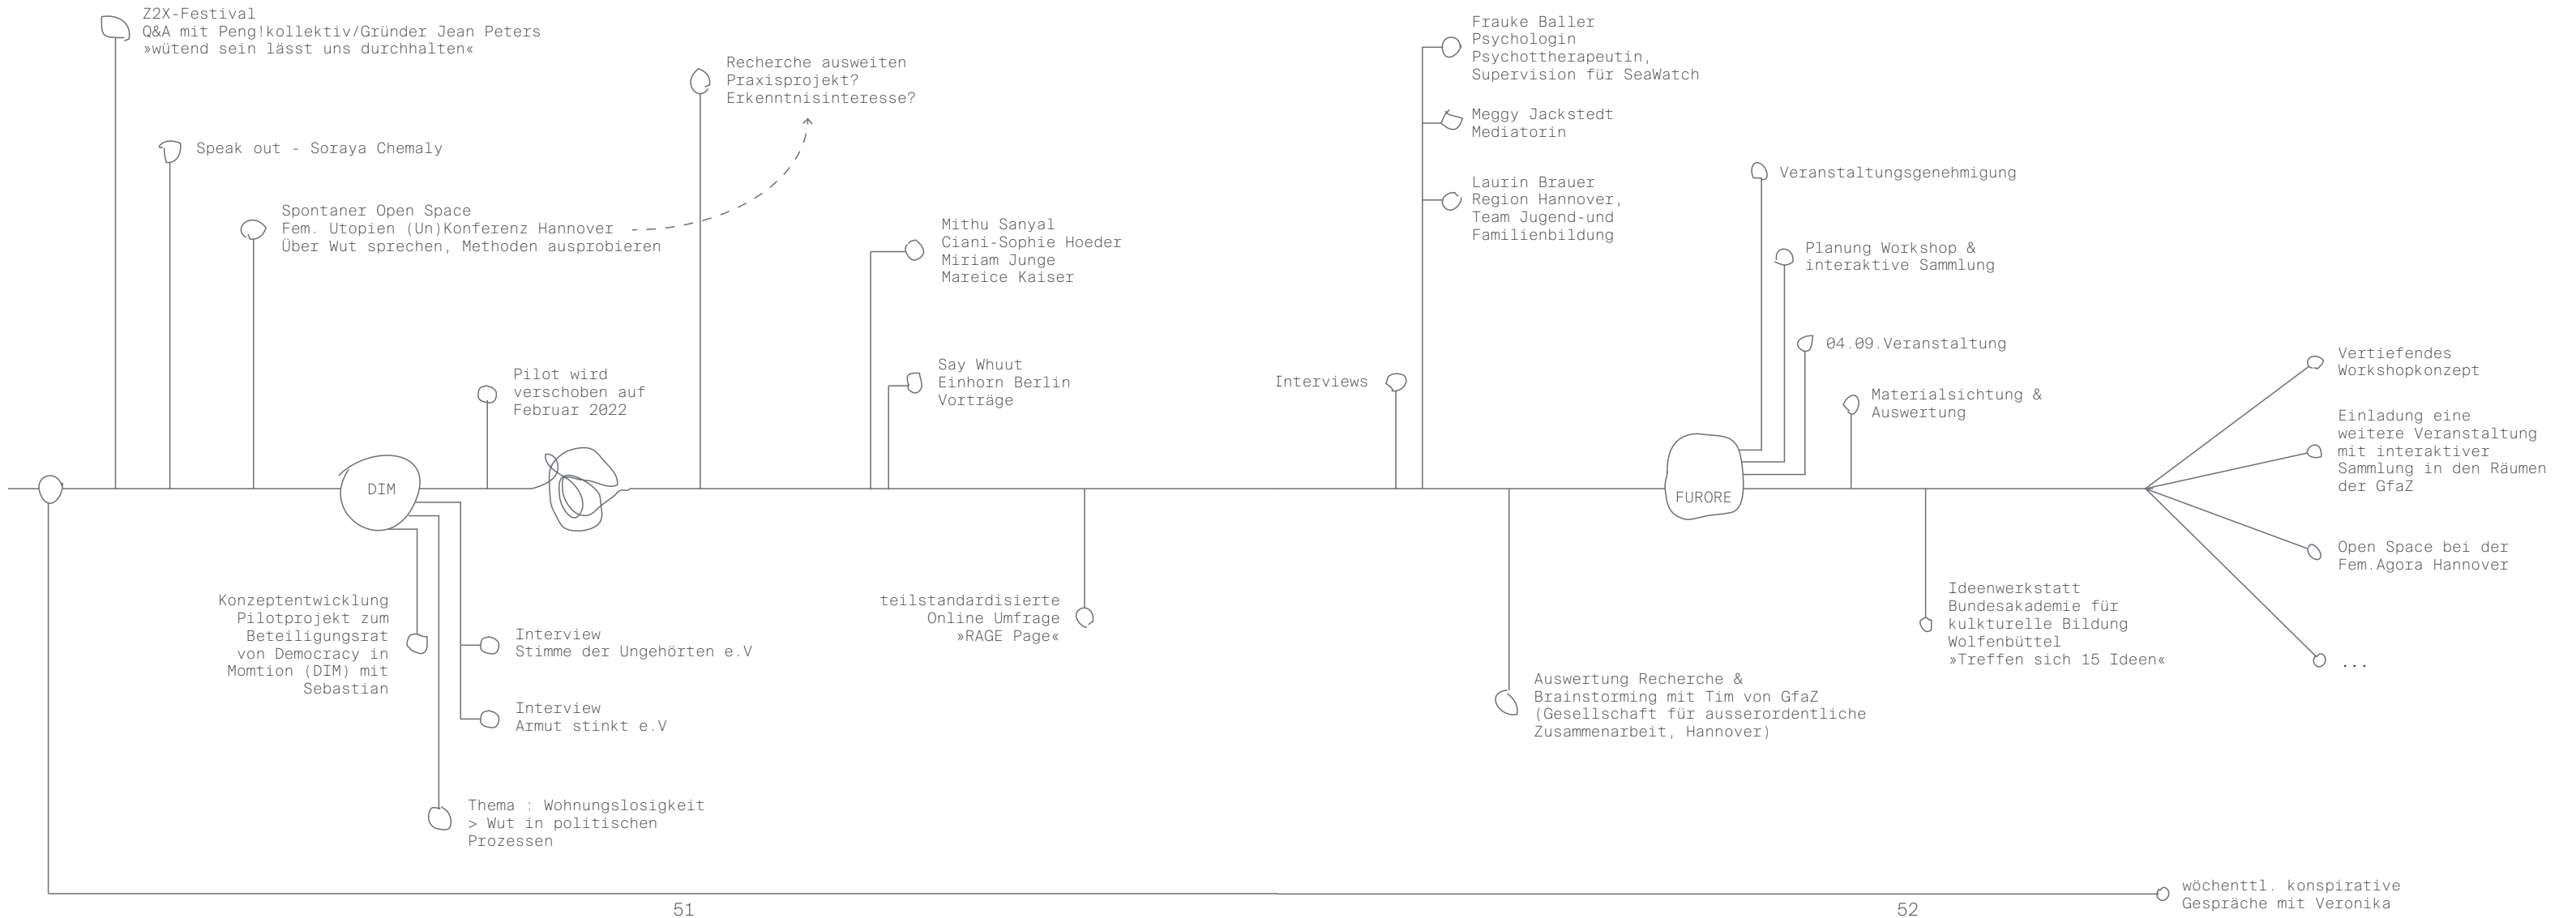 Z2X-Festival
Q&A mit Peng!kollektiv/Gründer Jean Peters
»wütend sein lässt uns durchhalten«
Speak out - Soraya Chemaly
Spontaner Open Space
Fem. Utopien (Un)Konferenz Hannover
Über Wut sprechen, Methoden ausprobieren
DIM
Konzeptentwicklung
Pilotprojekt zum
Beteiligungsrat
von Democracy in
Momtion (DIM) mit
Sebastian
Interview
Stimme der Ungehörten e.V
Interview
Armut stinkt e.V
Thema : Wohnungslosigkeit
> Wut in politischen
Prozessen
Pilot wird
verschoben auf
Februar 2022
Recherche ausweiten
Praxisprojekt?
Erkenntnisinteresse?
Mithu Sanyal
Ciani-Sophie Hoeder
Miriam Junge
Mareice Kaiser
Say Whuut
Einhorn Berlin
Vorträge
teilstandardisierte
Online Umfrage
»RAGE Page«
Interviews
Frauke Baller
Psychologin
Psychottherapeutin,
Supervision für SeaWatch
Meggy Jackstedt
Mediatorin
Laurin Brauer
Region Hannover,
Team Jugend-und
Familienbildung
Auswertung Recherche &
Brainstorming mit Tim von GfaZ
(Gesellschaft für ausserordentliche
Zusammenarbeit, Hannover)
FURORE
Veranstaltungsgenehmigung
Planung Workshop &
interaktive Sammlung
04.09.Veranstaltung
Materialsichtung &
Auswertung
Ideenwerkstatt
Bundesakademie für
kulkturelle Bildung
Wolfenbüttel
»Treffen sich 15 Ideen«
Vertiefendes
Workshopkonzept
Einladung eine
weitere Veranstaltung
mit interaktiver
Sammlung in den Räumen
der GfaZ
Open Space bei der
Fem.Agora Hannover
...
wöchenttl. konspirative
Gespräche mit Veronika
51
52